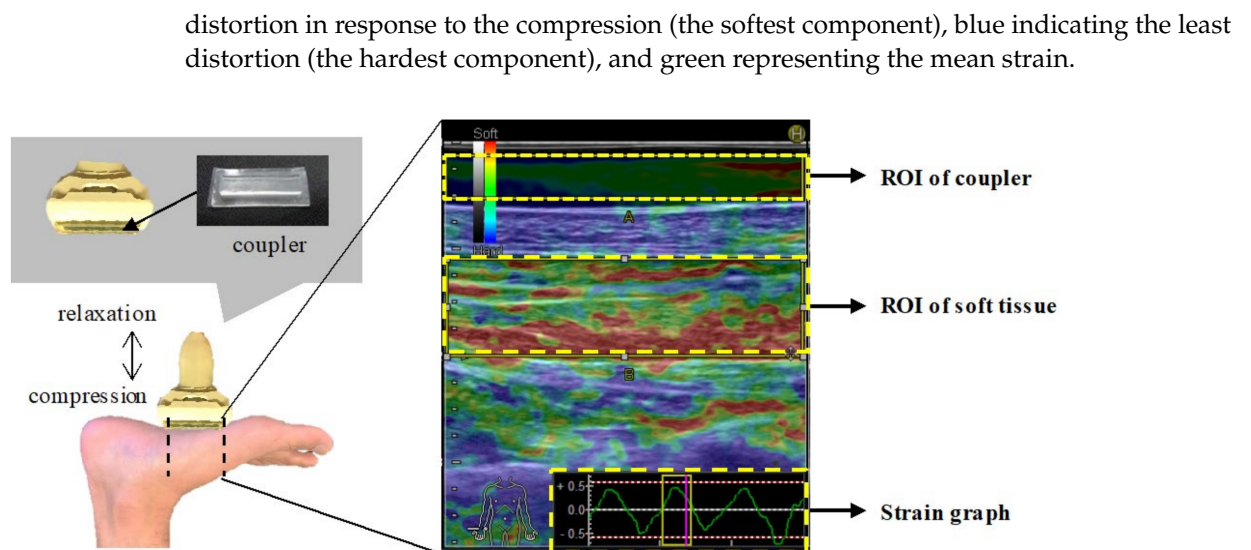 distortion in response to the compression (the softest component), blue indicating the least
distortion (the hardest component), and green representing the mean strain.
Soft
H
ROI of coupler
A
coupler
Hard
relaxation
ROI of soft tissue
compression
B
+ 0.5
0.0
- 0.5
Strain graph